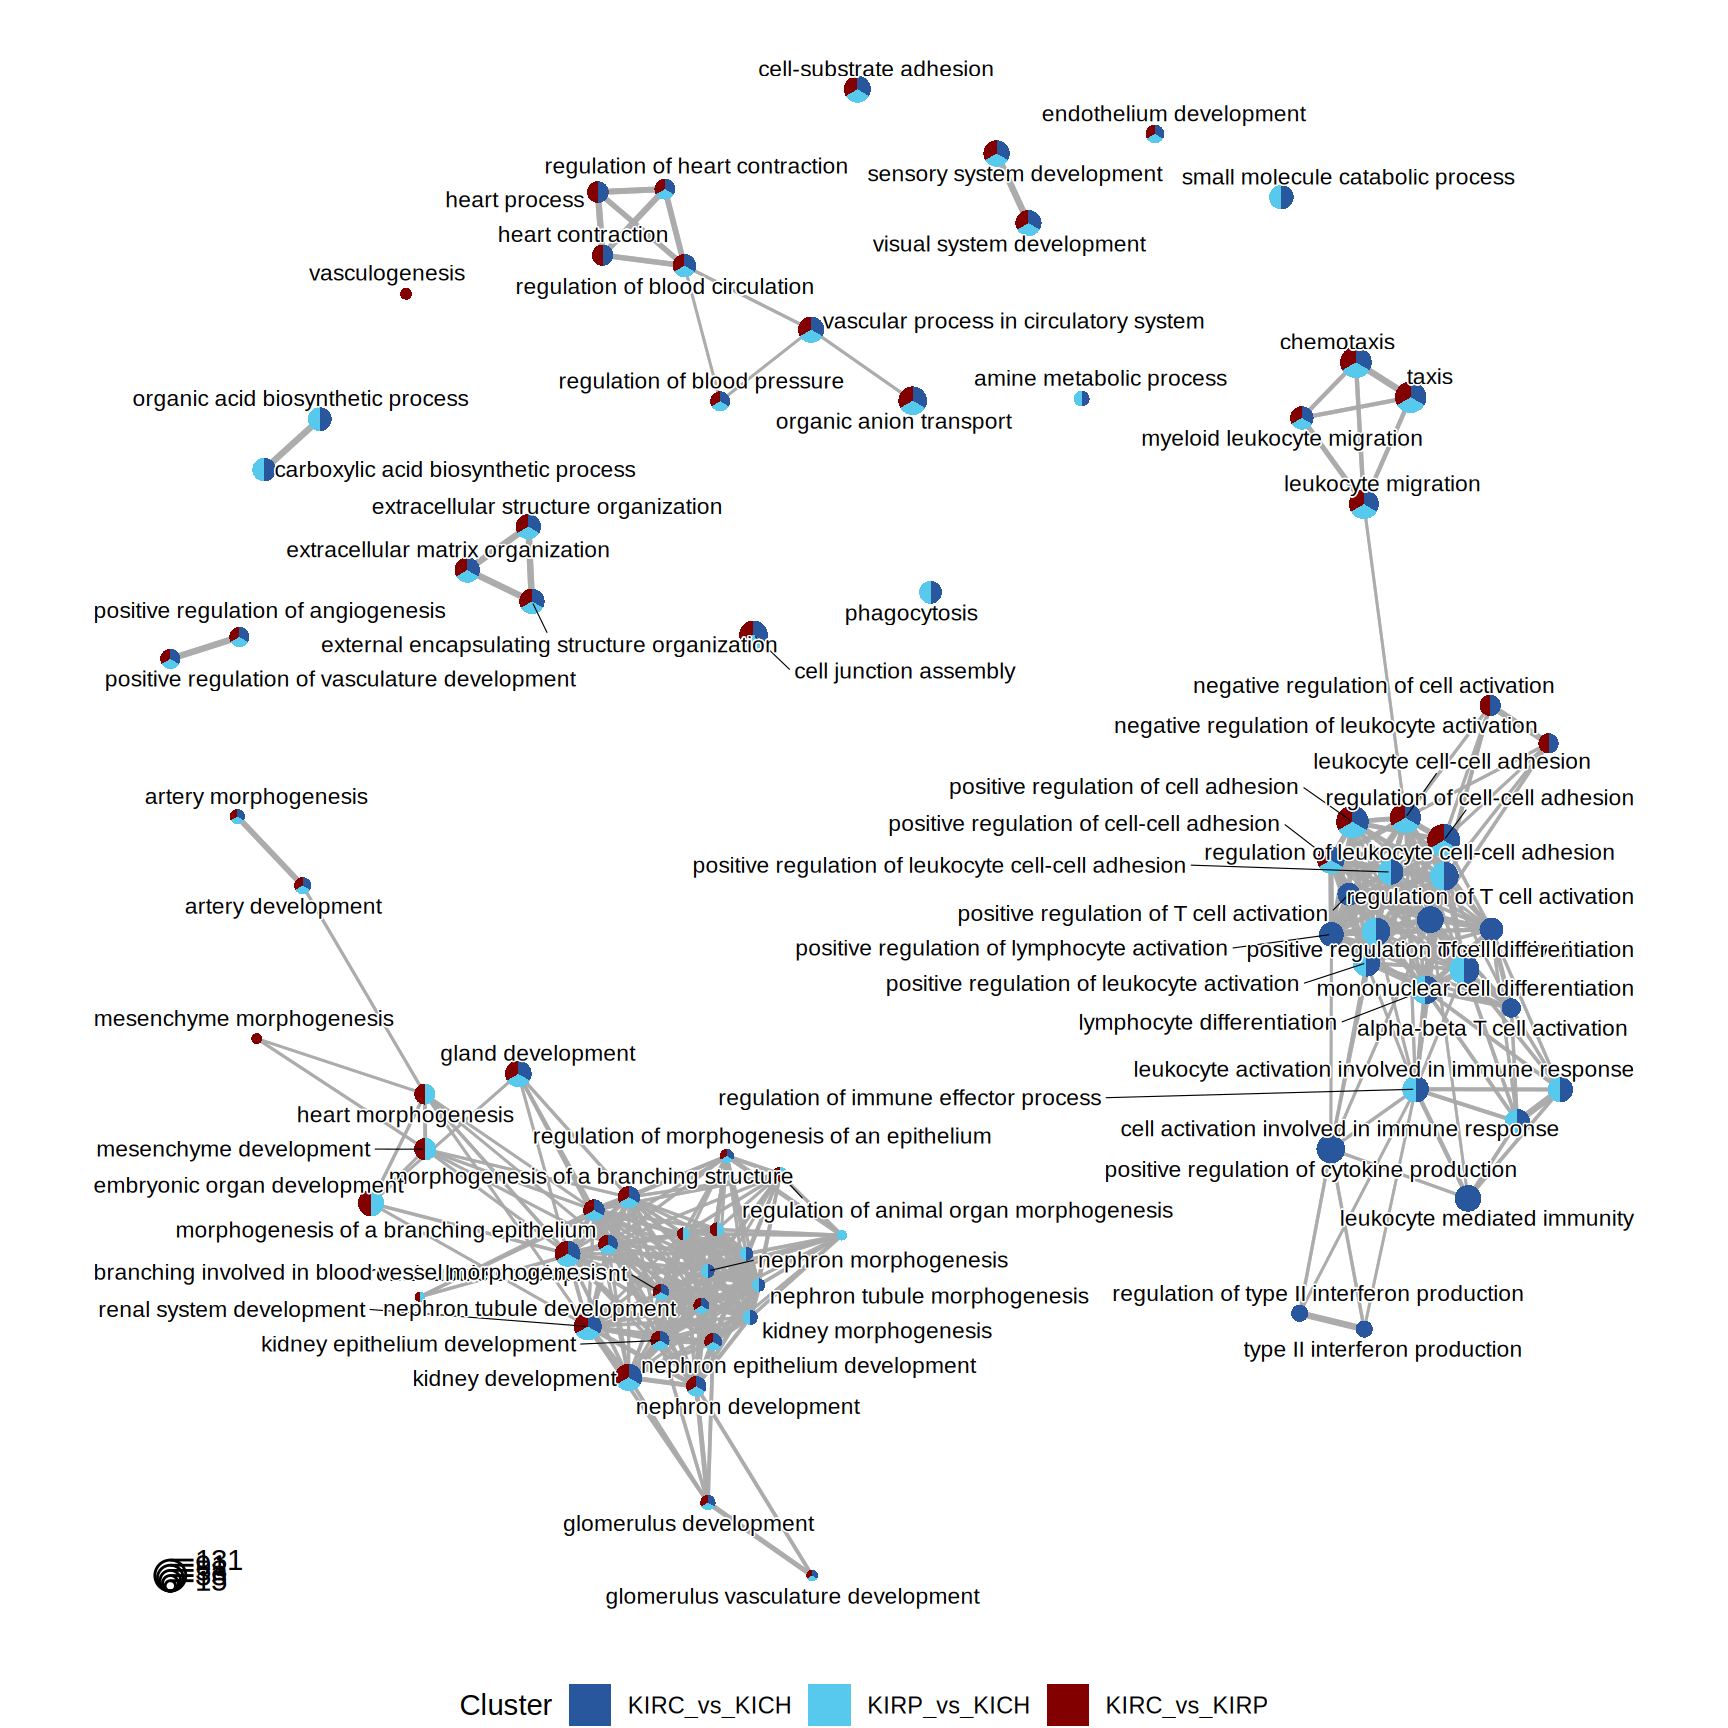 cell-substrate adhesion
endothelium development
regulation of heart contraction
sensory system development
small molecule catabolic process
heart process
heart contraction
visual system development
vasculogenesis
regulation of blood circulation
vascular process in circulatory system
chemotaxis
regulation of blood pressure
amine metabolic process
taxis
organic acid biosynthetic process
organic anion transport
myeloid leukocyte migration
carboxylic acid biosynthetic process
leukocyte migration
extracellular structure organization
extracellular matrix organization
positive regulation of angiogenesis
phagocytosis
external encapsulating structure organization
cell junction assembly
positive regulation of vasculature development
negative regulation of cell activation
negative regulation of leukocyte activation
leukocyte cell-cell adhesion
positive regulation of cell adhesion
artery morphogenesis
regulation of cell-cell adhesion
positive regulation of cell-cell adhesion
regulation of leukocyte cell-cell adhesion
positive regulation of leukocyte cell-cell adhesion
regulation of T cell activation
artery development
positive regulation of T cell activation
positive regulation of lymphocyte activation
positive regulation of
T cell differentiation
positive regulation of leukocyte activation
mononuclear cell differentiation
mesenchyme morphogenesis
lymphocyte differentiation
alpha-beta T cell activation
gland development
leukocyte activation involved in immune response
regulation of immune effector process
heart morphogenesis
cell activation involved in immune response
regulation of morphogenesis of an epithelium
mesenchyme development
positive regulation of cytokine production
morphogenesis of a branching structure
embryonic organ development
regulation of animal organ morphogenesis
leukocyte mediated immunity
morphogenesis of a branching epithelium
nephron morphogenesis
branching involved in blood vessel morphogenesis
nephron tubule morphogenesis
regulation of type II interferon production
renal system development
nephron tubule development
kidney morphogenesis
kidney epithelium development
type II interferon production
nephron epithelium development
kidney development
nephron development
glomerulus development
131
15
glomerulus vasculature development
Cluster KIRC_vs_KICH KIRP_vs_KICH KIRC_vs_KIRP